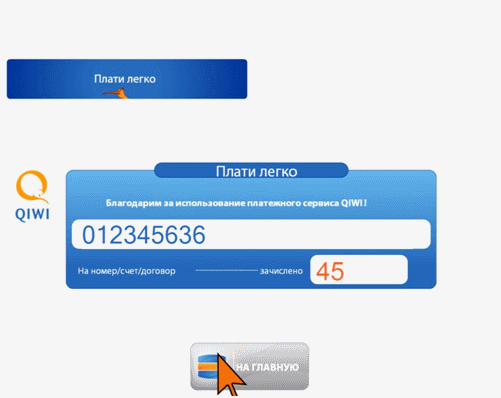 Плати легко
Плати легко
QIWI
Благодарим за использование платежного сервиса QIWI!
012345636
На номер/счет/договор зачислено 45
НА ГЛАВНУЮ